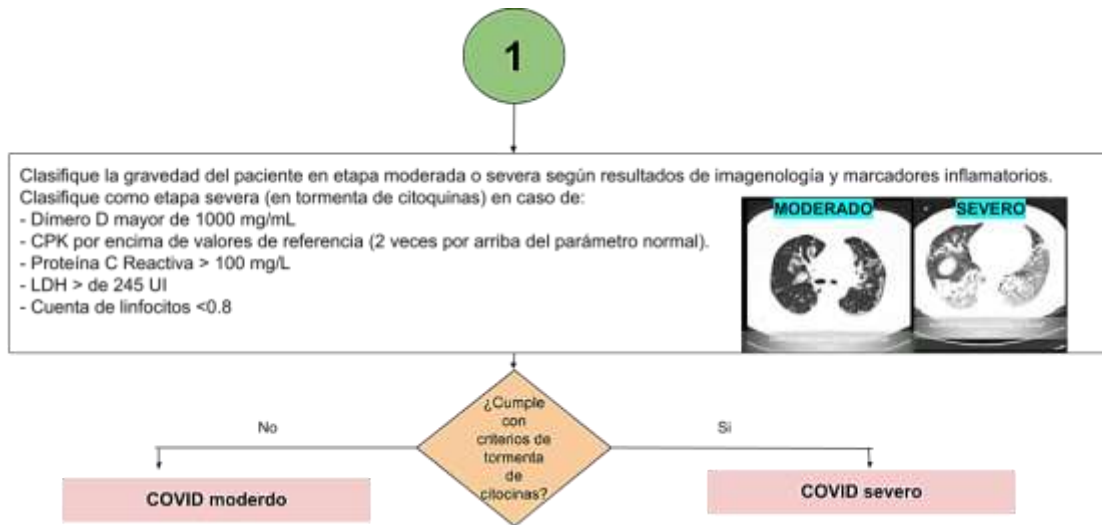 1
Clasifique la gravedad del paciente en etapa moderada o severa según resultados de imagenología y marcadores inflamatorios.
Clasifique como etapa severa (en tormenta de citoquinas) en caso de:
- Dímero D mayor de 1000 mg/mL
- CPK por encima de valores de referencia (2 veces por arriba del parámetro normal).
- Proteína C Reactiva > 100 mg/L
- LDH > de 245 UI
- Cuenta de linfocitos <0.8
MODERADO
SEVERO
¿Cumple
con
criterios de
tormenta
de
citocinas?
No
Si
COVID moderdo
COVID severo